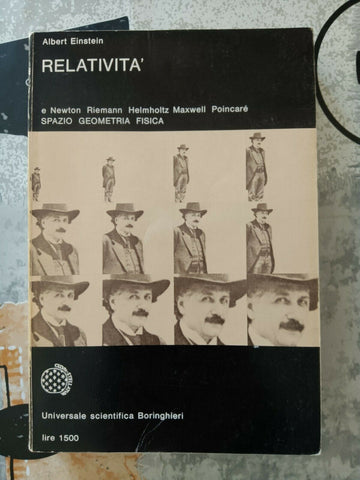 Albert Einstein
RELATIVITA'
e Newton Riemann Helmholtz Maxwell Poincaré
SPAZIO GEOMETRIA FISICA
Universale scientifica Boringhieri
lire 1500